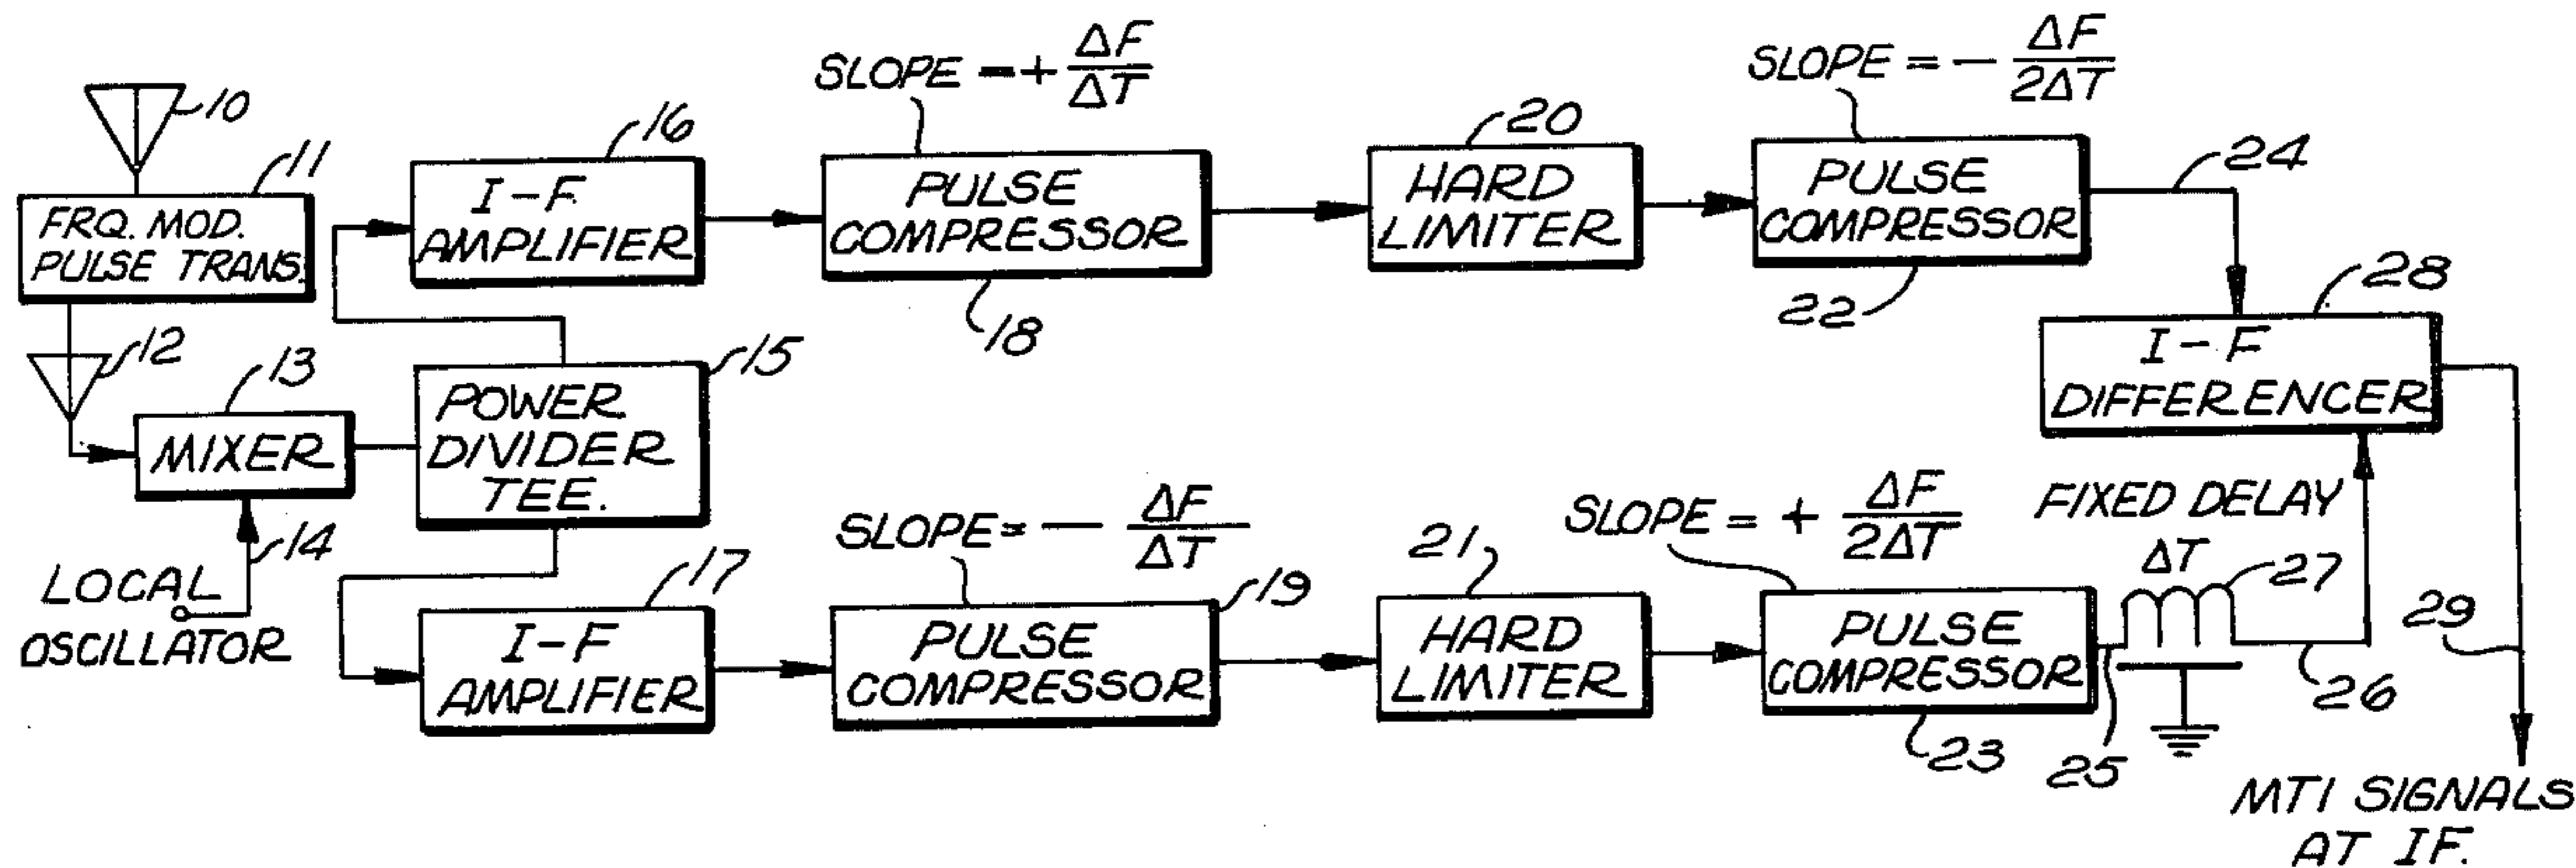 10
11
FRQ. MOD.
PULSE TRANS.
12
13
MIXER
14
LOCAL
OSCILLATOR
15
POWER
DIVIDER
TEE.
16
I-F
AMPLIFIER
17
I-F
AMPLIFIER
SLOPE -+ ΔF/ΔT
PULSE
COMPRESSOR
18
SLOPE = - ΔF/ΔT
19
PULSE
COMPRESSOR
20
HARD
LIMITER
21
HARD
LIMITER
SLOPE = - ΔF/2ΔT
PULSE
COMPRESSOR
22
24
SLOPE = + ΔF/2ΔT
PULSE
COMPRESSOR
23
25
FIXED DELAY
ΔT
27
26
28
I-F
DIFFERENCER
29
MTI SIGNALS
AT IF.